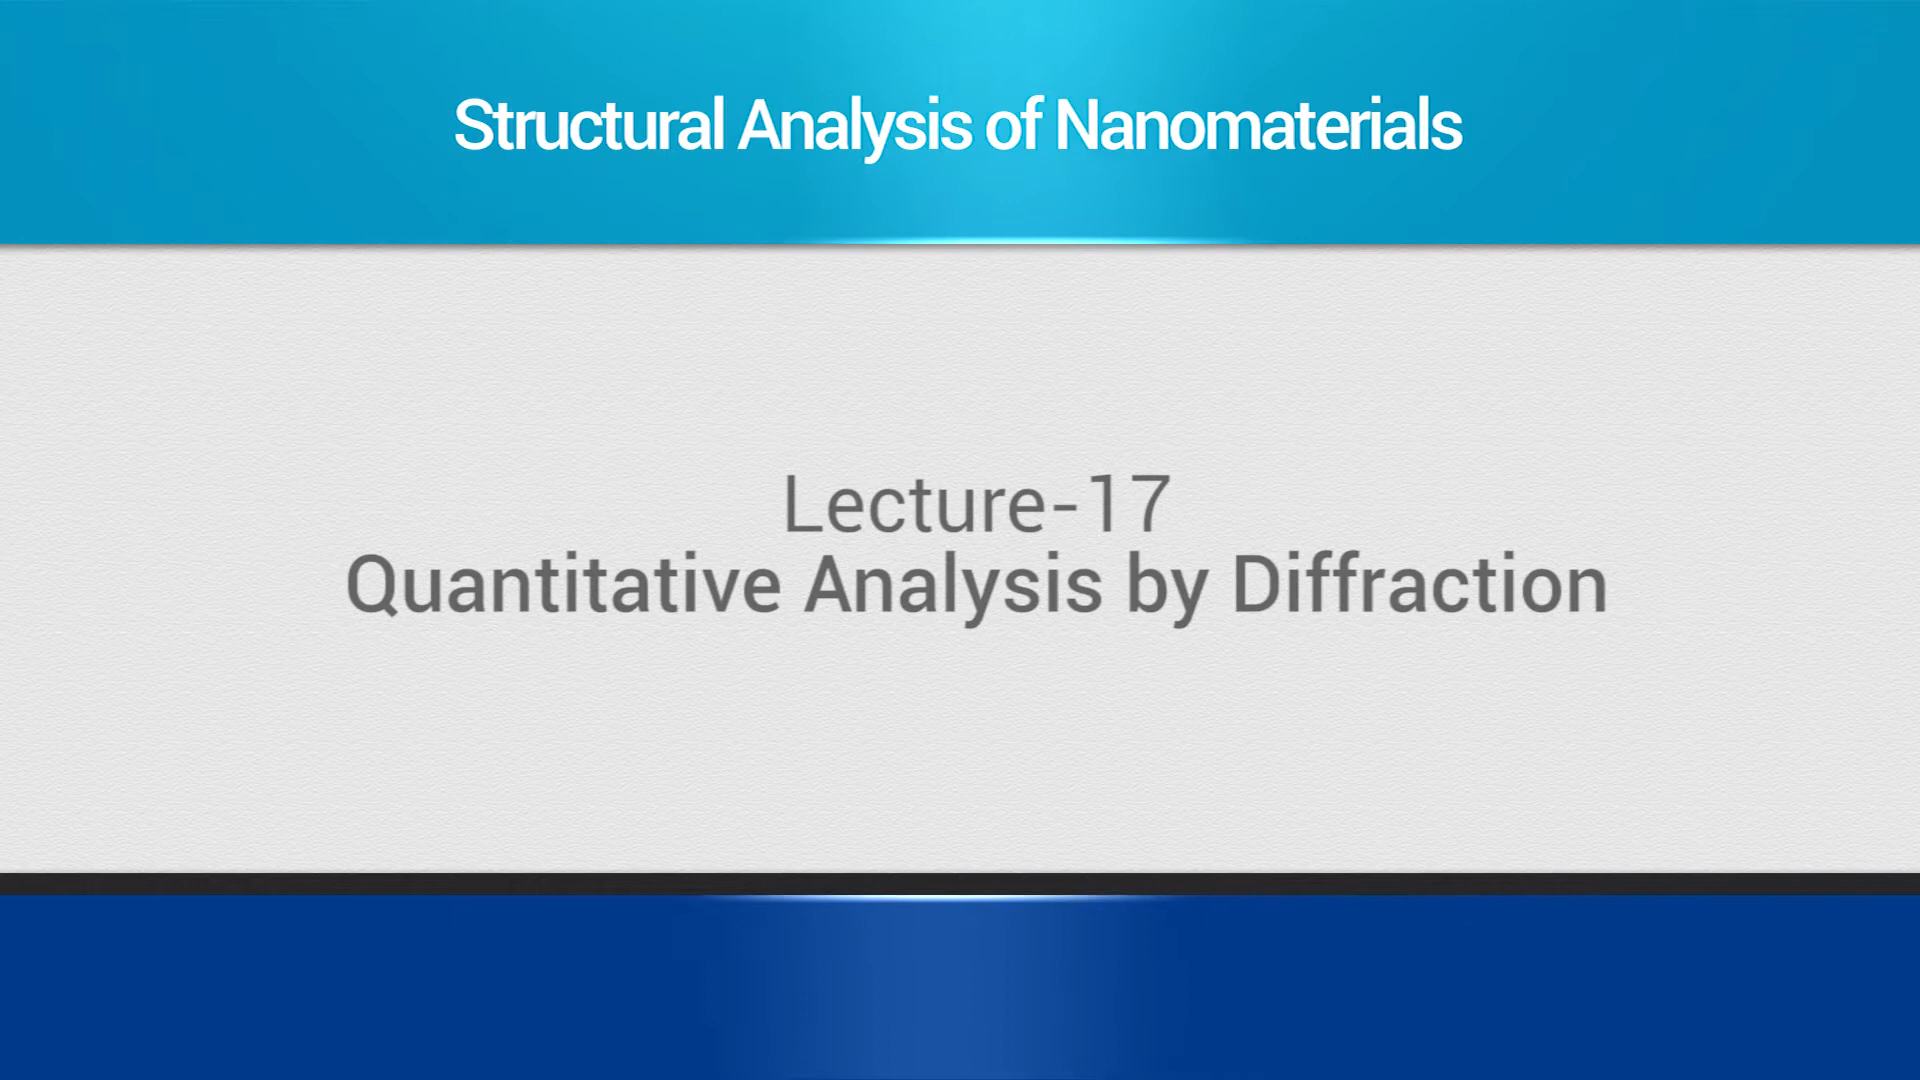 Structural Analysis of Nanomaterials
Lecture-17
Quantitative Analysis by Diffraction